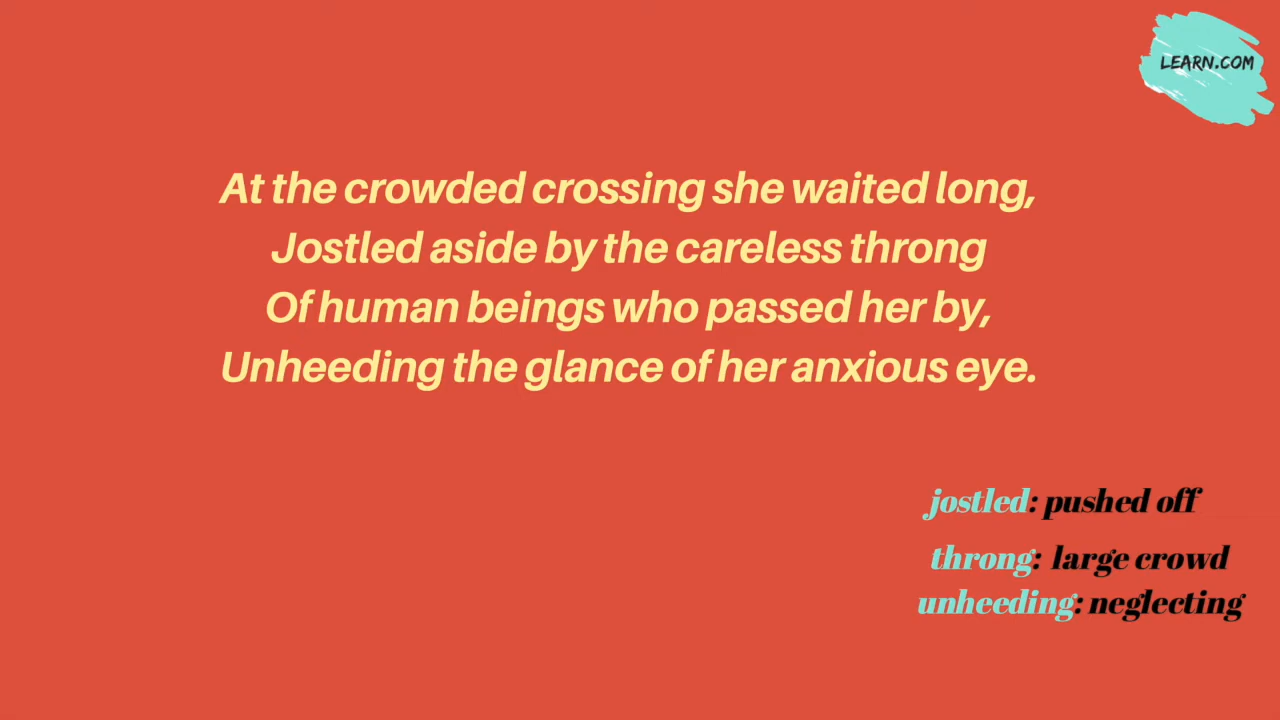 LEARN.COM
At the crowded crossing she waited long,
Jostled aside by the careless throng
Of human beings who passed her by,
Unheeding the glance of her anxious eye.
jostled: pushed off
throng: large crowd
unheeding: neglecting